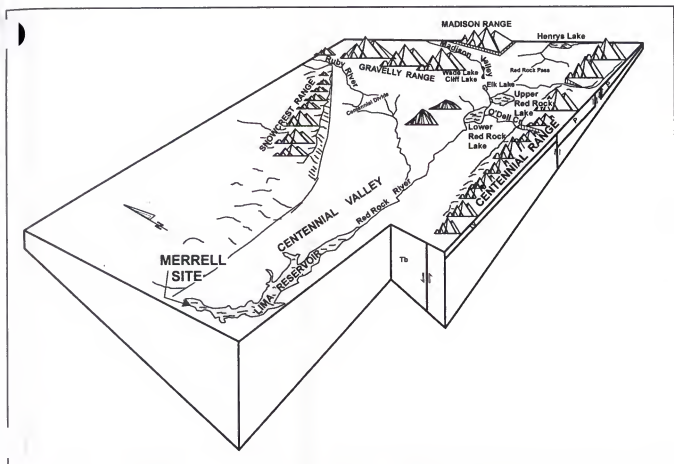 MADISON RANGE
Henrys Lake
Madison Valley
Ruby River
GRAVELLY RANGE
Wade Lake
Cliff Lake
Red Rock Pass
Elk Lake
Upper
Red Rock
Lake
Centennial Divide
SNOWCREST RANGE
O'Dell Ck
Lower
Red Rock
Lake
CENTENNIAL RANGE
CENTENNIAL VALLEY
Red Rock River
MERRELL
SITE
LIMA RESERVOIR
Tb